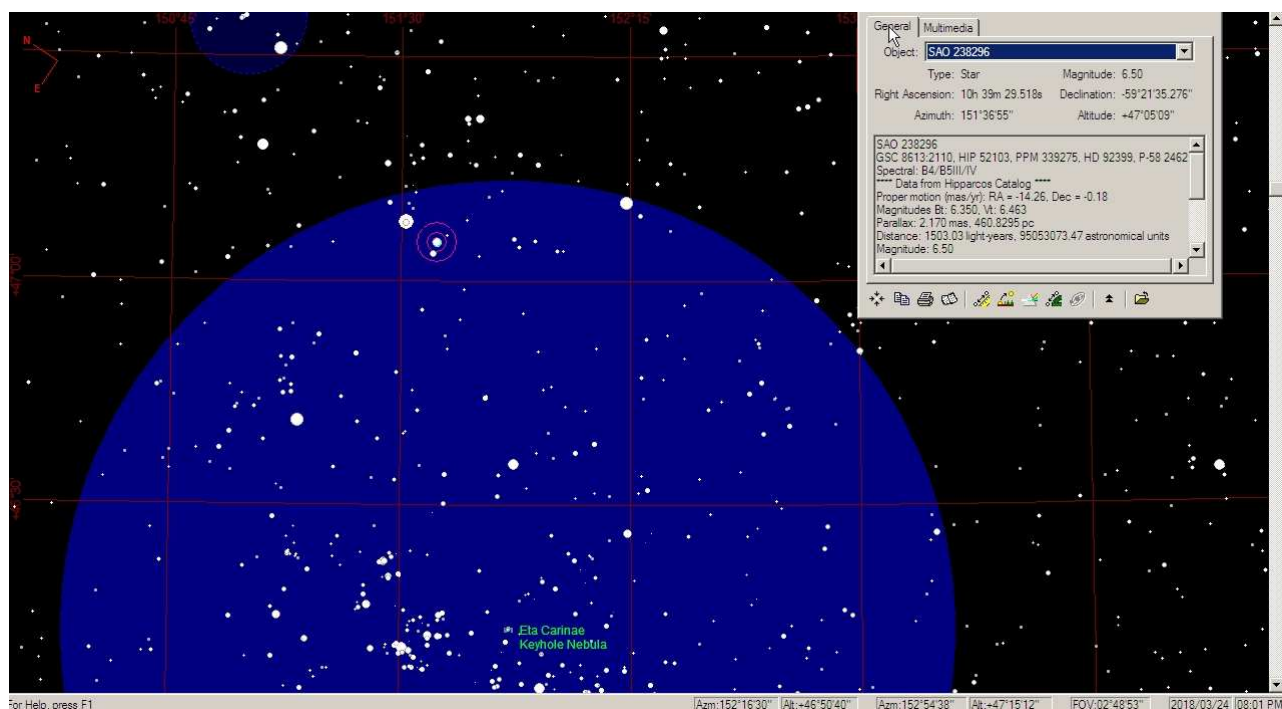 150°45' 151°30' 152°15' 153
N
E
+47°00'
°30'
Eta Carinae
Keyhole Nebula
General Multimedia
Object: SAO 238296
Type: Star Magnitude: 6.50
Right Ascension: 10h 39m 29.518s Declination: -59°21'35.276"
Azimuth: 151°36'55" Altitude: +47°05'09"
SAO 238296
GSC 8613:2110, HIP 52103, PPM 339275, HD 92399, P-58 2462
Spectral: B4/B5III/IV
**** Data from Hipparcos Catalog ****
Proper motion (mas/yr): RA = -14.26, Dec = -0.18
Magnitudes Bt: 6.350, Vt: 6.463
Parallax: 2.170 mas, 460.8295 pc
Distance: 1503.03 light-years, 95053073.47 astronomical units
Magnitude: 6.50
For Help, press F1 Azm:152°16'30" Alt:+46°50'40" Azm:152°54'38" Alt:+47°15'12" FOV:02°48'53" 2018/03/24 08:01 PM